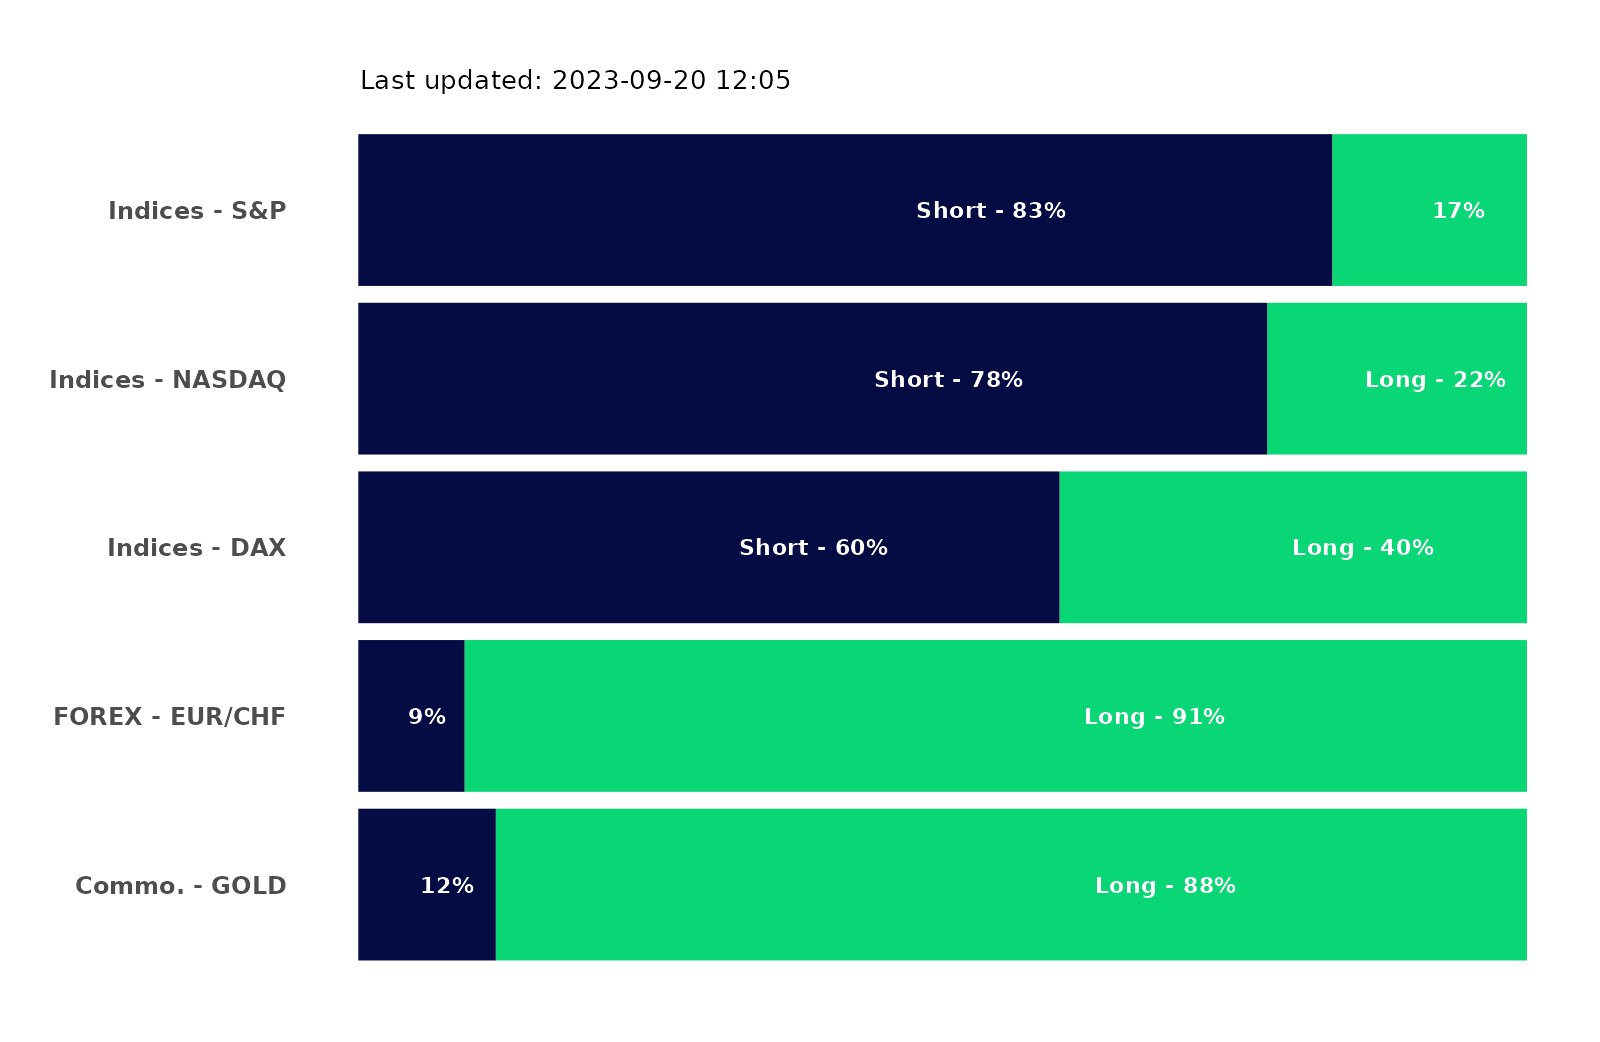 Last updated: 2023-09-20 12:05
Indices - S&P Short - 83% 17%
Indices - NASDAQ Short - 78% Long - 22%
Indices - DAX Short - 60% Long - 40%
FOREX - EUR/CHF 9% Long - 91%
Commo. - GOLD 12% Long - 88%